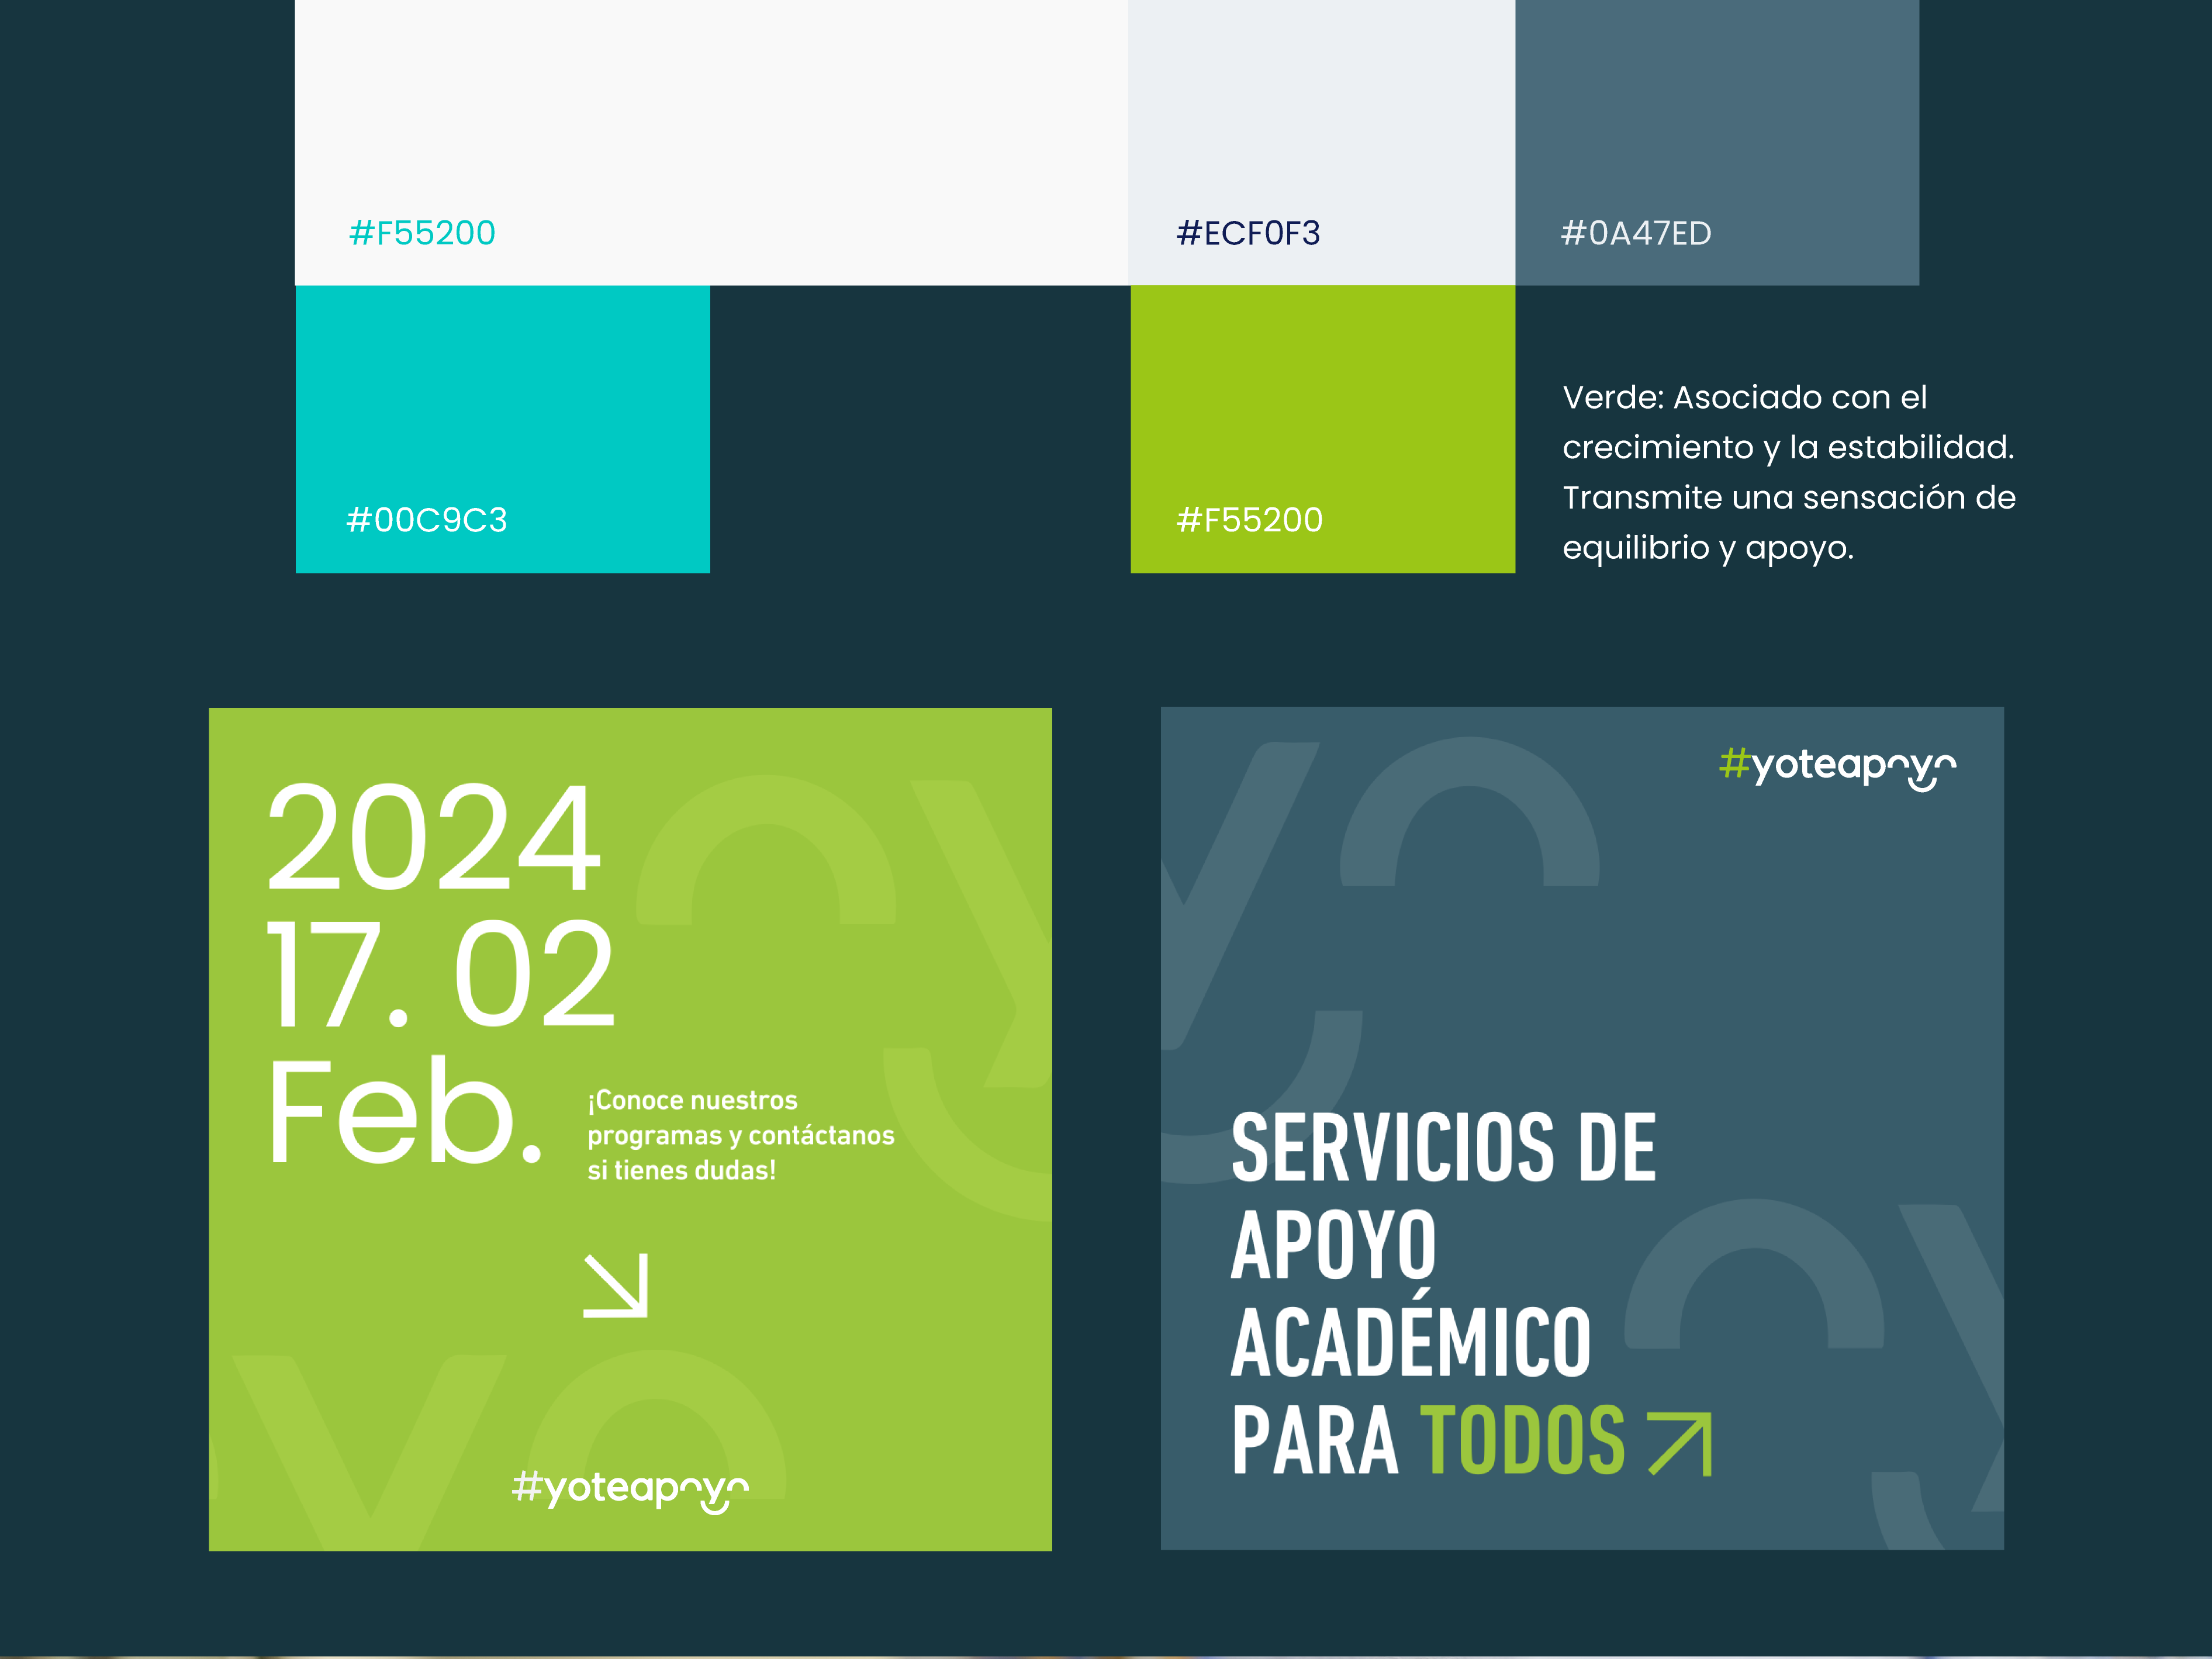 #F55200
#ECF0F3
#0A47ED
#00C9C3
#F55200
Verde: Asociado con el
crecimiento y la estabilidad.
Transmite una sensación de
equilibrio y apoyo.
2024
17. 02
Feb.
¡Conoce nuestros
programas y contáctanos
si tienes dudas!
#yoteapoyo
#yoteapoyo
SERVICIOS DE
APOYO
ACADÉMICO
PARA TODOS